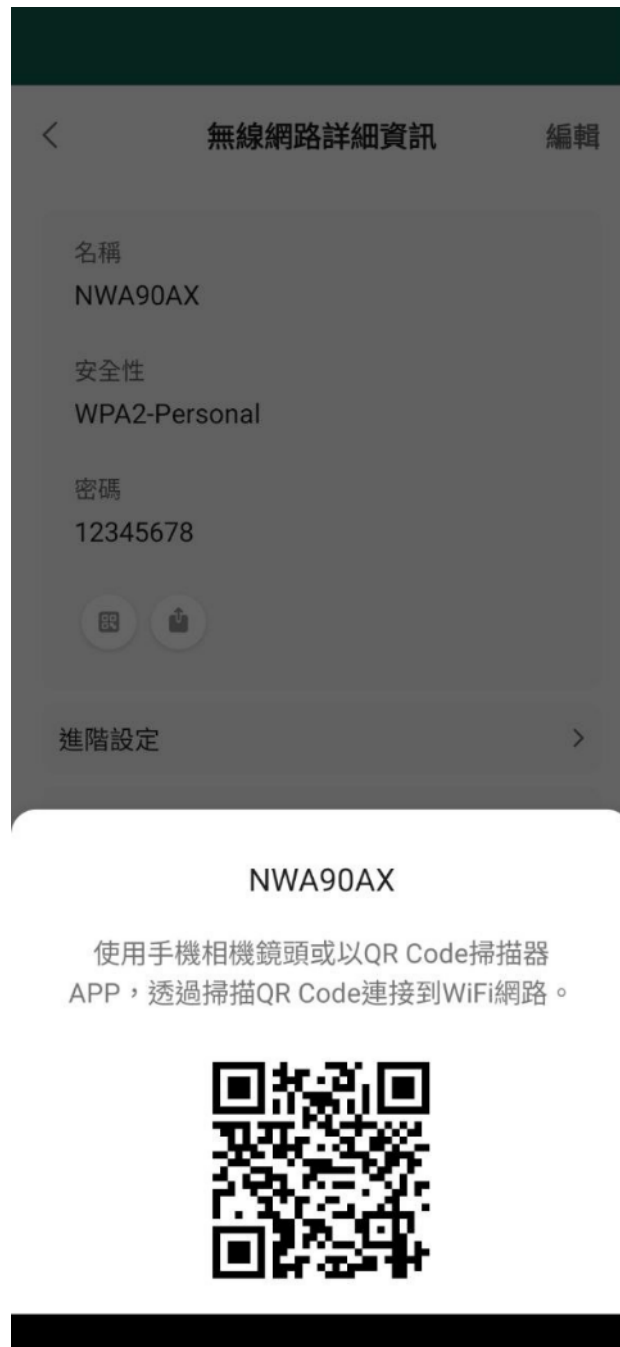 無線網路詳細資訊
編輯
名稱
NWA90AX
安全性
WPA2-Personal
密碼
12345678
進階設定
NWA90AX
使用手機相機鏡頭或以QR Code掃描器
APP，透過掃描QR Code連接到WiFi網路。